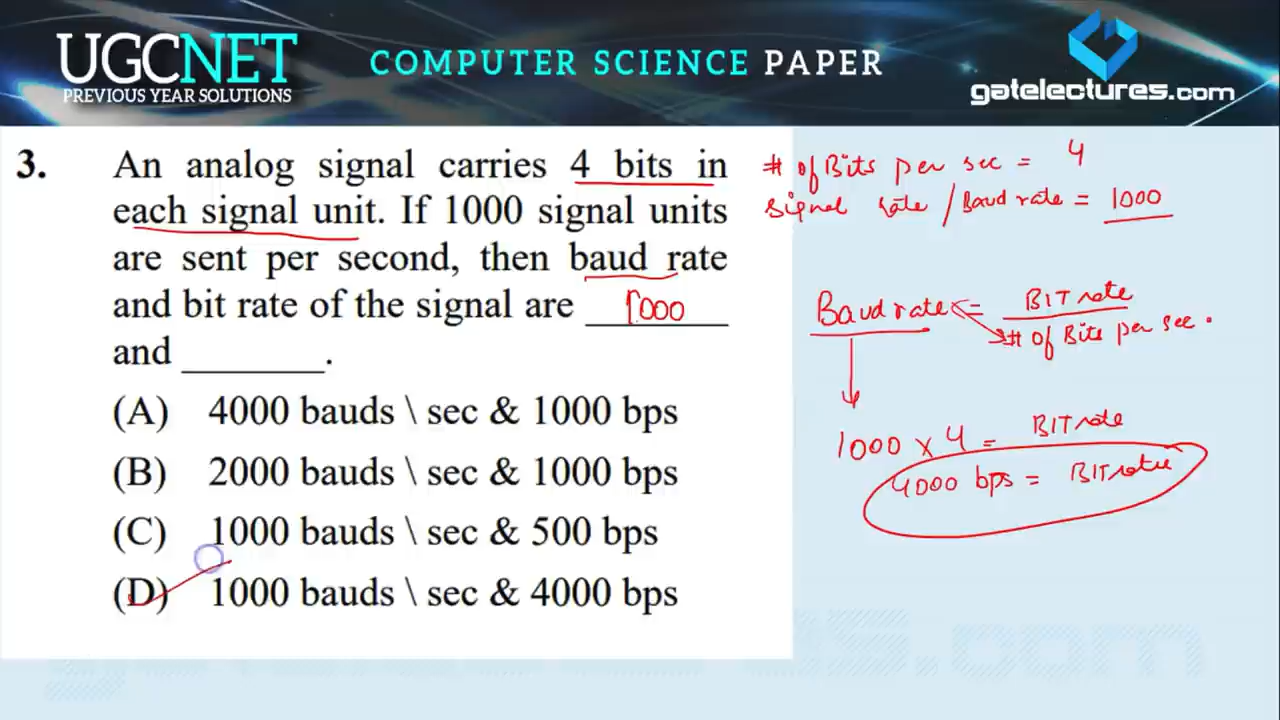 UGCNET
PREVIOUS YEAR SOLUTIONS
COMPUTER SCIENCE PAPER
gatelectures.com
3. An analog signal carries 4 bits in
each signal unit. If 1000 signal units
are sent per second, then baud rate
and bit rate of the signal are 1000
and ________.
(A) 4000 bauds \ sec & 1000 bps
(B) 2000 bauds \ sec & 1000 bps
(C) 1000 bauds \ sec & 500 bps
(D) 1000 bauds \ sec & 4000 bps
# of Bits per sec = 4
Signal rate / Baud rate = 1000
Baud rate = BIT rate
# of Bits per sec.
1000 x 4 = BIT rate
4000 bps = BIT rate